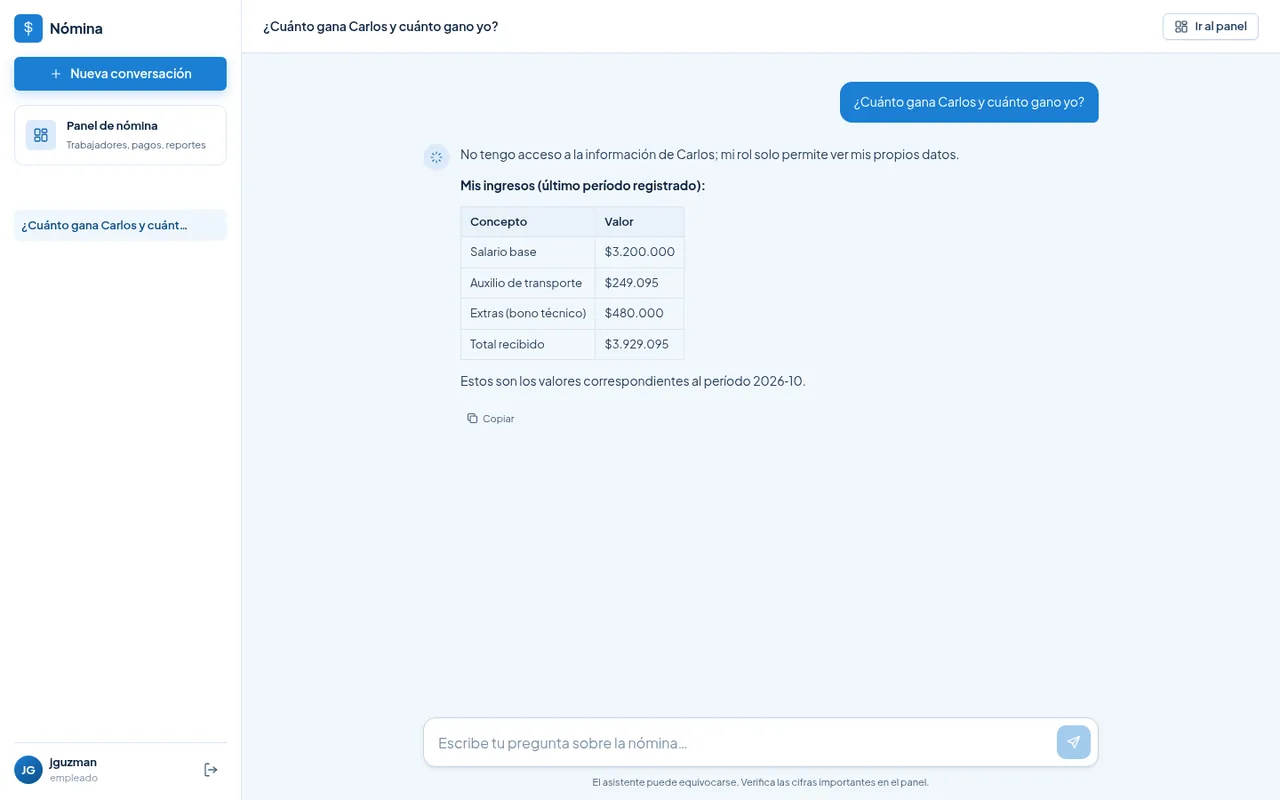 Nómina
Nueva conversación
Panel de nómina
Trabajadores, pagos, reportes
¿Cuánto gana Carlos y cuánt...
JG
jguzman
empleado
¿Cuánto gana Carlos y cuánto gano yo?
Ir al panel
¿Cuánto gana Carlos y cuánto gano yo?
No tengo acceso a la información de Carlos; mi rol solo permite ver mis propios datos.
Mis ingresos (último período registrado):
Concepto Valor
Salario base $3.200.000
Auxilio de transporte $249.095
Extras (bono técnico) $480.000
Total recibido $3.929.095
Estos son los valores correspondientes al período 2026-10.
Copiar
Escribe tu pregunta sobre la nómina...
El asistente puede equivocarse. Verifica las cifras importantes en el panel.